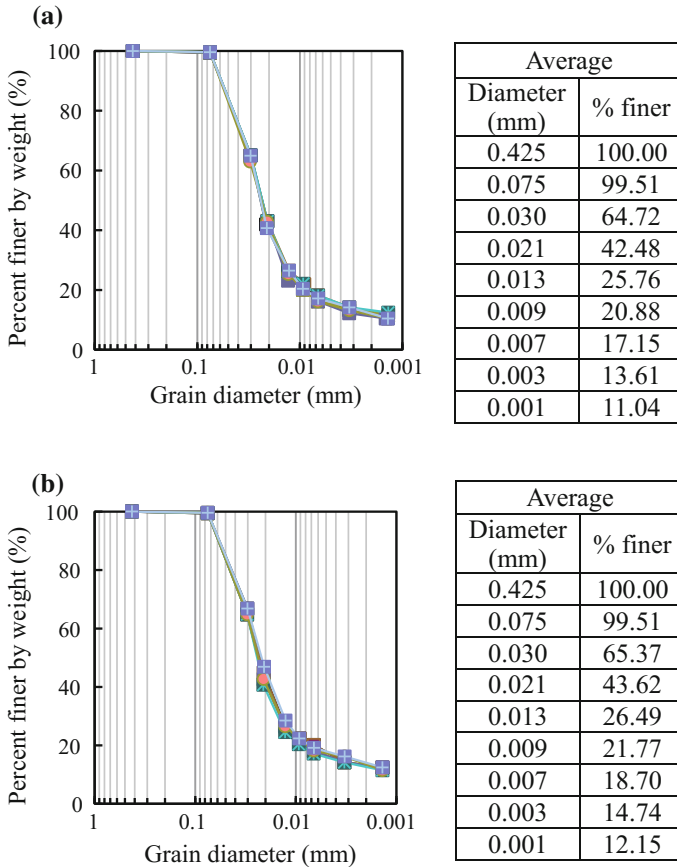 (a)
Percent finer by weight (%)
100
80
60
40
20
0
1 0.1 0.01 0.001
Grain diameter (mm)
Average
Diameter (mm) % finer
0.425 100.00
0.075 99.51
0.030 64.72
0.021 42.48
0.013 25.76
0.009 20.88
0.007 17.15
0.003 13.61
0.001 11.04
(b)
Percent finer by weight (%)
100
80
60
40
20
0
1 0.1 0.01 0.001
Grain diameter (mm)
Average
Diameter (mm) % finer
0.425 100.00
0.075 99.51
0.030 65.37
0.021 43.62
0.013 26.49
0.009 21.77
0.007 18.70
0.003 14.74
0.001 12.15